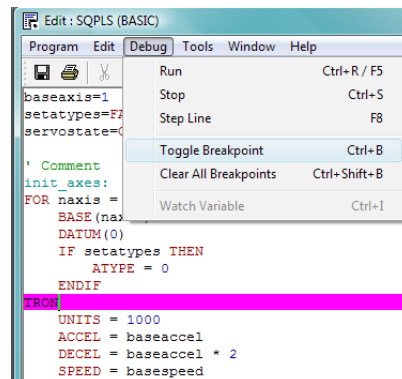 Edit : SQPLS (BASIC)
Program Edit Debug Tools Window Help
Run Ctrl+R / F5
Stop Ctrl+S
Step Line F8
Toggle Breakpoint Ctrl+B
Clear All Breakpoints Ctrl+Shift+B
Watch Variable Ctrl+I
baseaxis=1
setatypes=FA
servostate=
' Comment
init_axes:
FOR naxis =
BASE(nax
DATUM(0)
IF setatypes THEN
ATYPE = 0
ENDIF
TRON
UNITS = 1000
ACCEL = baseaccel
DECEL = baseaccel * 2
SPEED = basespeed